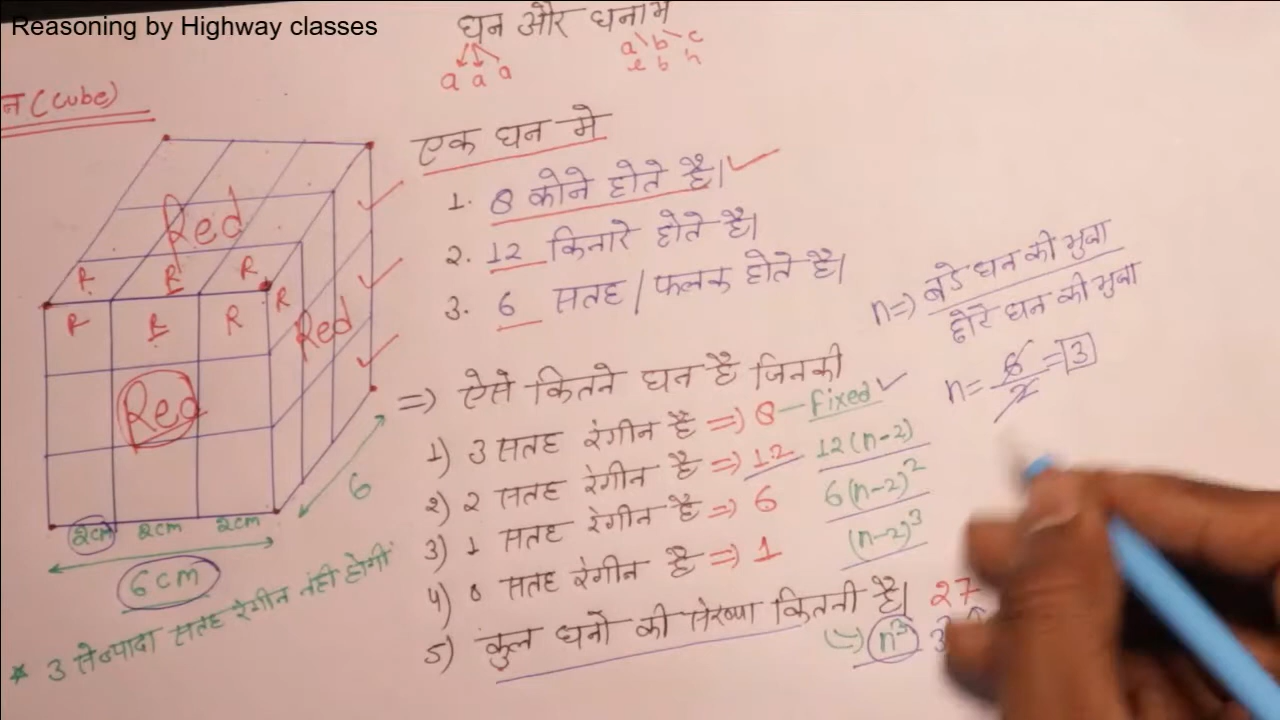 Reasoning by Highway classes
घन और घनाभ
a a a
a b c
l b h
न (cube)
एक घन मे
1. 8 कोने होते है।
2. 12 किनारे होते है।
3. 6 सतह / फलक होते है।
n=) बडे घन की भुजा
छोटे घन की भुजा
n= 6/2 = 3
=) ऐसे कितने घन है जिनकी
1) 3 सतह रंगीन है =) 8 - fixed
2) 2 सतह रंगीन है =) 12 12(n-2)
3) 1 सतह रंगीन है =) 6 6(n-2)²
4) 0 सतह रंगीन है =) 1 (n-2)³
5) कुल घनों की संख्या कितनी है। 27
n³ 3
Red
R R R
R R R R
Red
Red
2cm 2cm 2cm
6cm
6
* 3 से ज्यादा सतह रंगीन नही होगीं